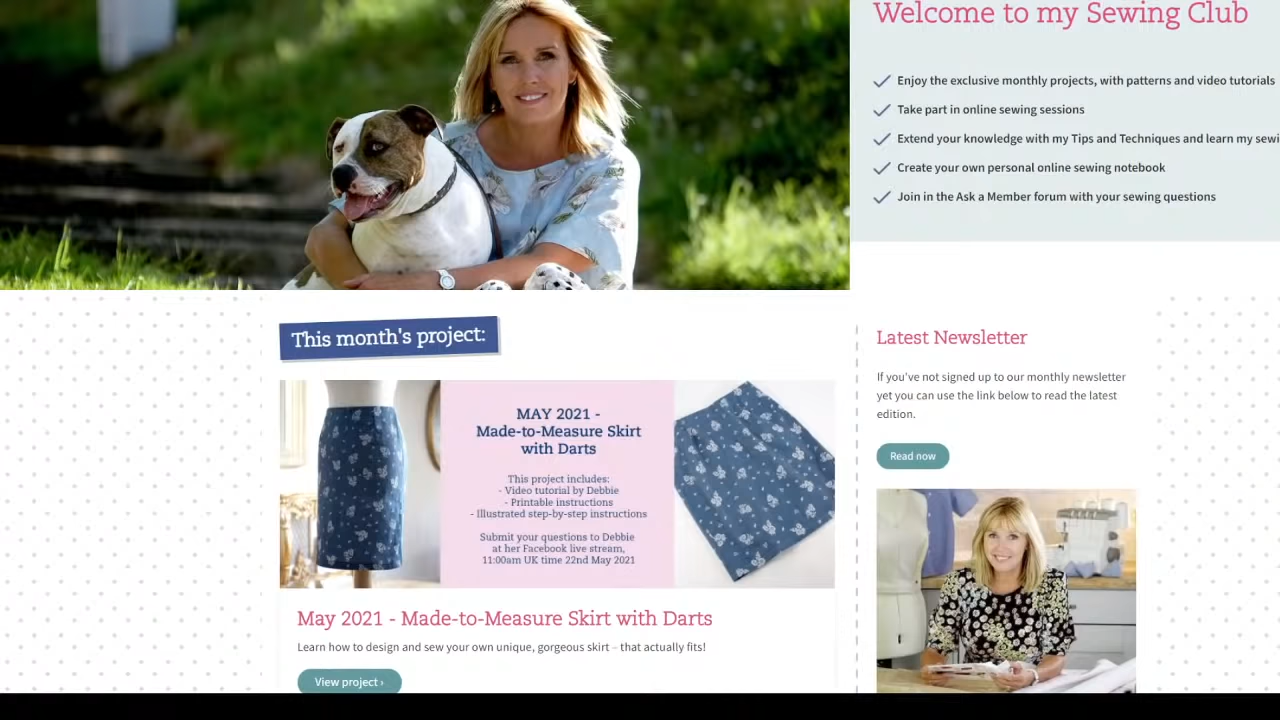 Welcome to my Sewing Club
Enjoy the exclusive monthly projects, with patterns and video tutorials
Take part in online sewing sessions
Extend your knowledge with my Tips and Techniques and learn my sewi
Create your own personal online sewing notebook
Join in the Ask a Member forum with your sewing questions
This month's project:
MAY 2021 -
Made-to-Measure Skirt
with Darts
This project includes:
- Video tutorial by Debbie
- Printable instructions
- Illustrated step-by-step instructions
Submit your questions to Debbie
at her Facebook live stream,
11:00am UK time 22nd May 2021
May 2021 - Made-to-Measure Skirt with Darts
Learn how to design and sew your own unique, gorgeous skirt – that actually fits!
View project ›
Latest Newsletter
If you've not signed up to our monthly newsletter
yet you can use the link below to read the latest
edition.
Read now